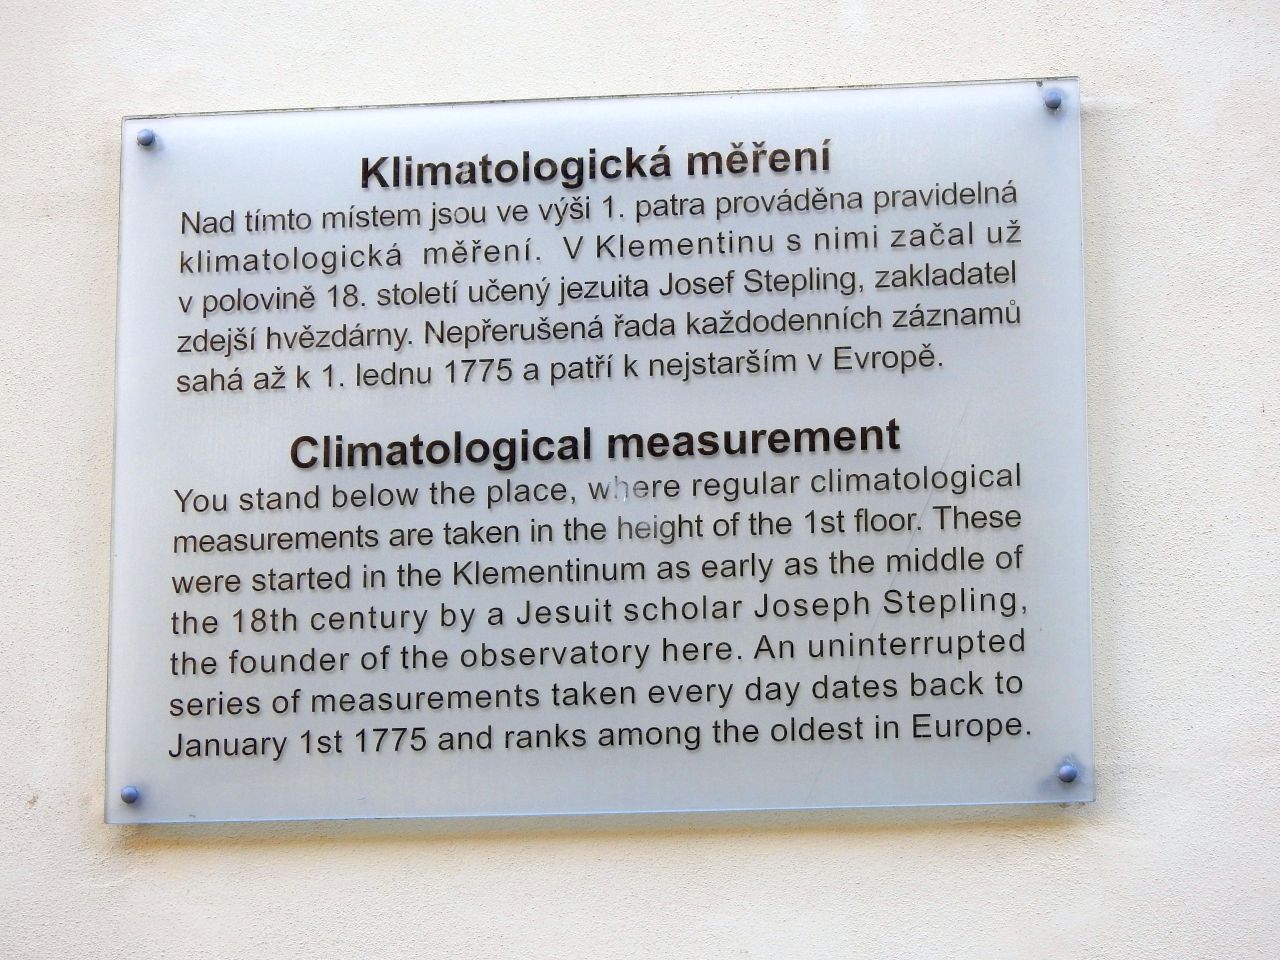 Klimatologická měření
Nad tímto místem jsou ve výši 1. patra prováděna pravidelná
klimatologická měření. V Klementinu s nimi začal už
v polovině 18. století učený jezuita Josef Stepling, zakladatel
zdejší hvězdárny. Nepřerušená řada každodenních záznamů
sahá až k 1. lednu 1775 a patří k nejstarším v Evropě.
Climatological measurement
You stand below the place, where regular climatological
measurements are taken in the height of the 1st floor. These
were started in the Klementinum as early as the middle of
the 18th century by a Jesuit scholar Joseph Stepling,
the founder of the observatory here. An uninterrupted
series of measurements taken every day dates back to
January 1st 1775 and ranks among the oldest in Europe.